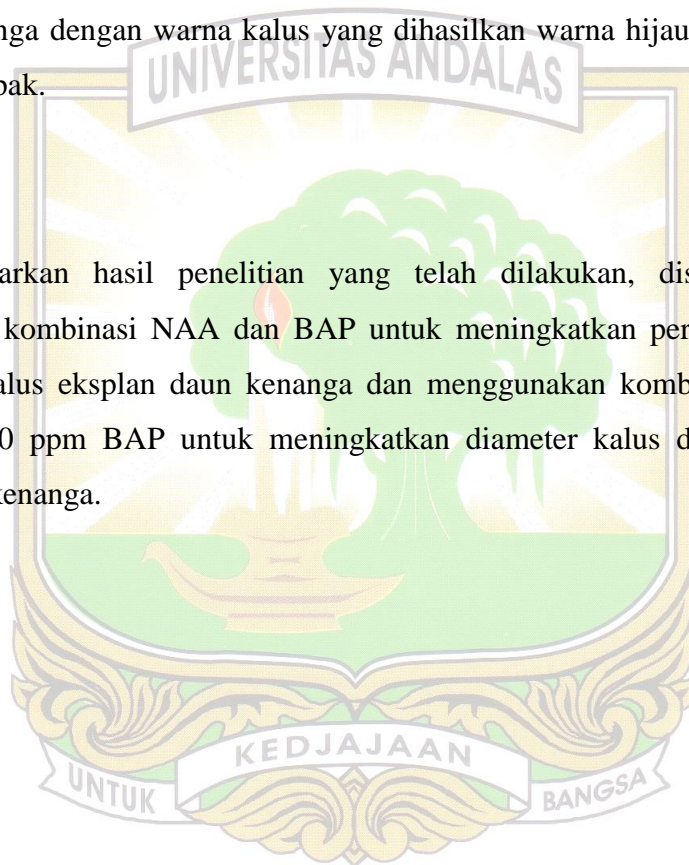 nga dengan warna kalus yang dihasilkan warna hijau
pak.
UNIVERSITAS ANDALAS
arkan hasil penelitian yang telah dilakukan, dis
kombinasi NAA dan BAP untuk meningkatkan per
alus eksplan daun kenanga dan menggunakan komb
0 ppm BAP untuk meningkatkan diameter kalus d
kenanga.
UNTUK KEDJAJAAN BANGSA